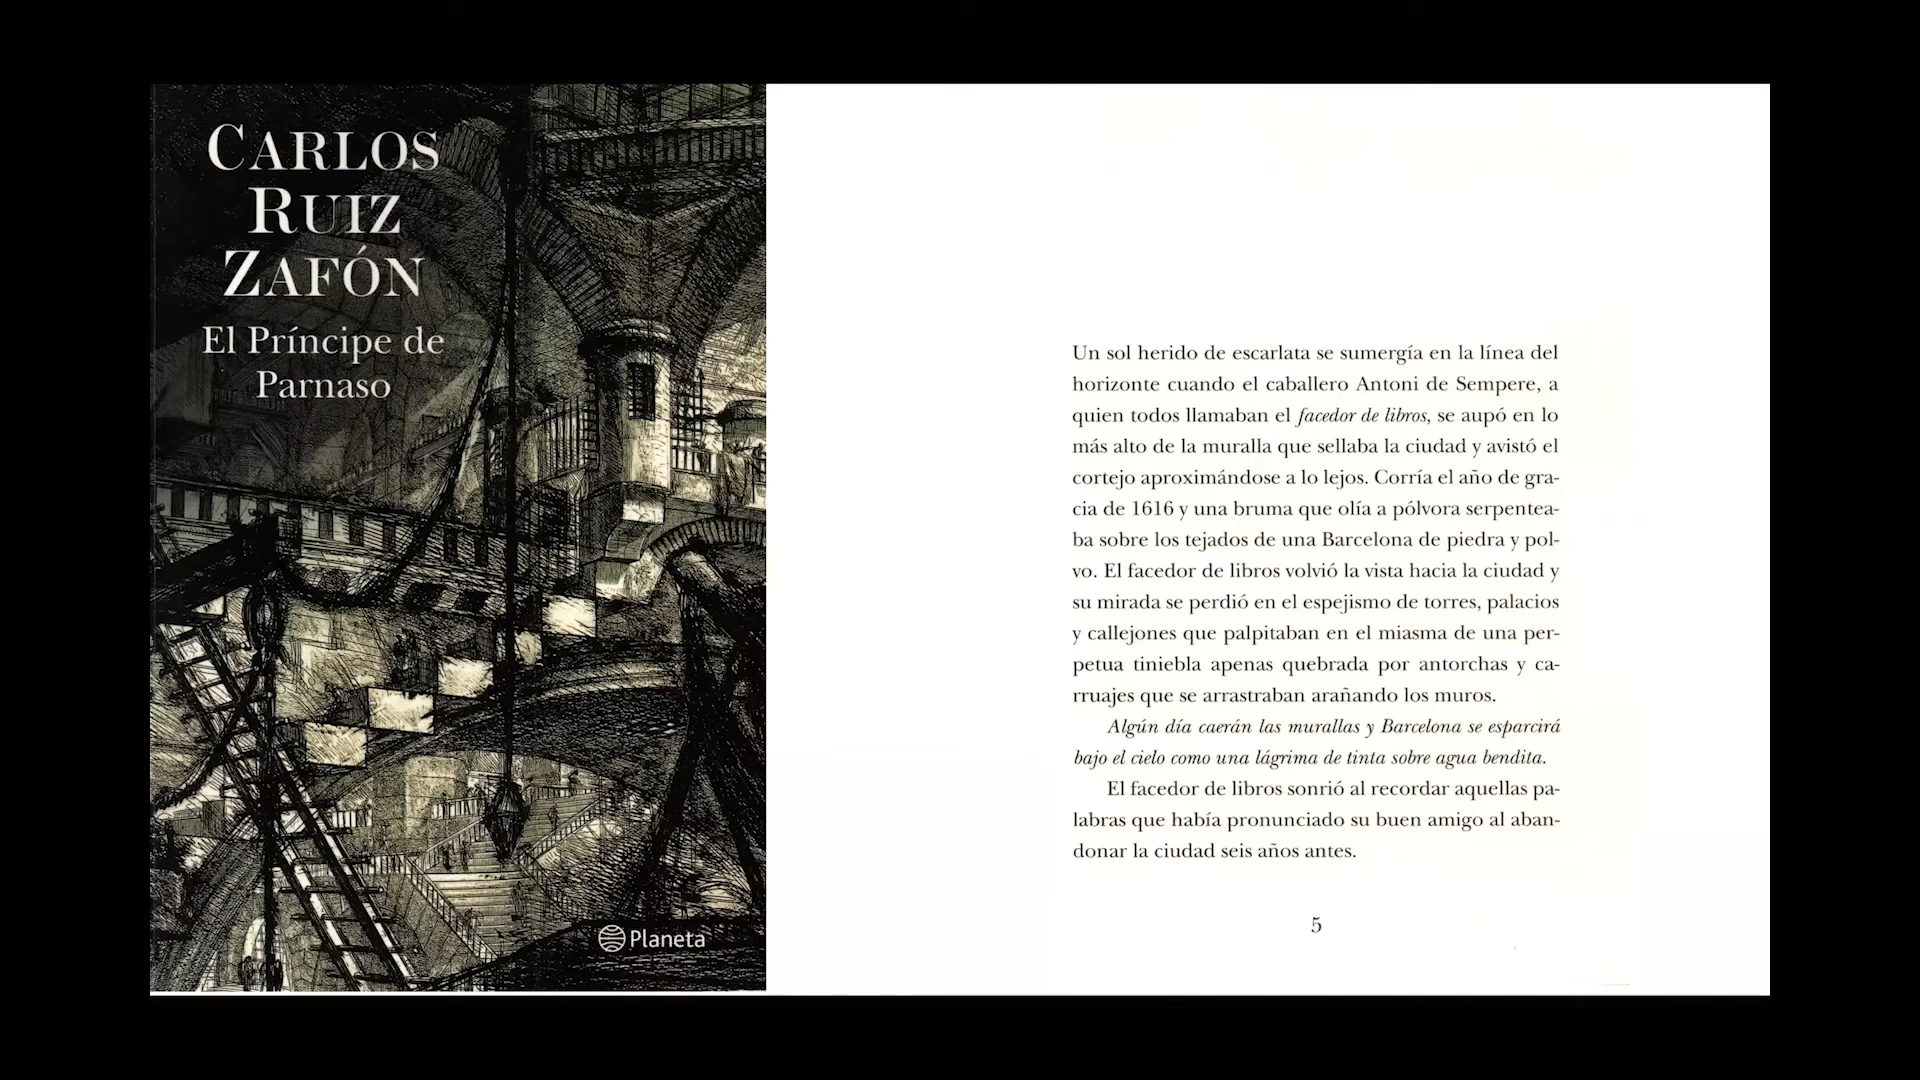 CARLOS
RUIZ
ZAFÓN
El Príncipe de
Parnaso
Planeta
Un sol herido de escarlata se sumergía en la línea del
horizonte cuando el caballero Antoni de Sempere, a
quien todos llamaban el facedor de libros, se aupó en lo
más alto de la muralla que sellaba la ciudad y avistó el
cortejo aproximándose a lo lejos. Corría el año de gra-
cia de 1616 y una bruma que olía a pólvora serpentea-
ba sobre los tejados de una Barcelona de piedra y pol-
vo. El facedor de libros volvió la vista hacia la ciudad y
su mirada se perdió en el espejismo de torres, palacios
y callejones que palpitaban en el miasma de una per-
petua tiniebla apenas quebrada por antorchas y ca-
rruajes que se arrastraban arañando los muros.
Algún día caerán las murallas y Barcelona se esparcirá
bajo el cielo como una lágrima de tinta sobre agua bendita.
El facedor de libros sonrió al recordar aquellas pa-
labras que había pronunciado su buen amigo al aban-
donar la ciudad seis años antes.
5